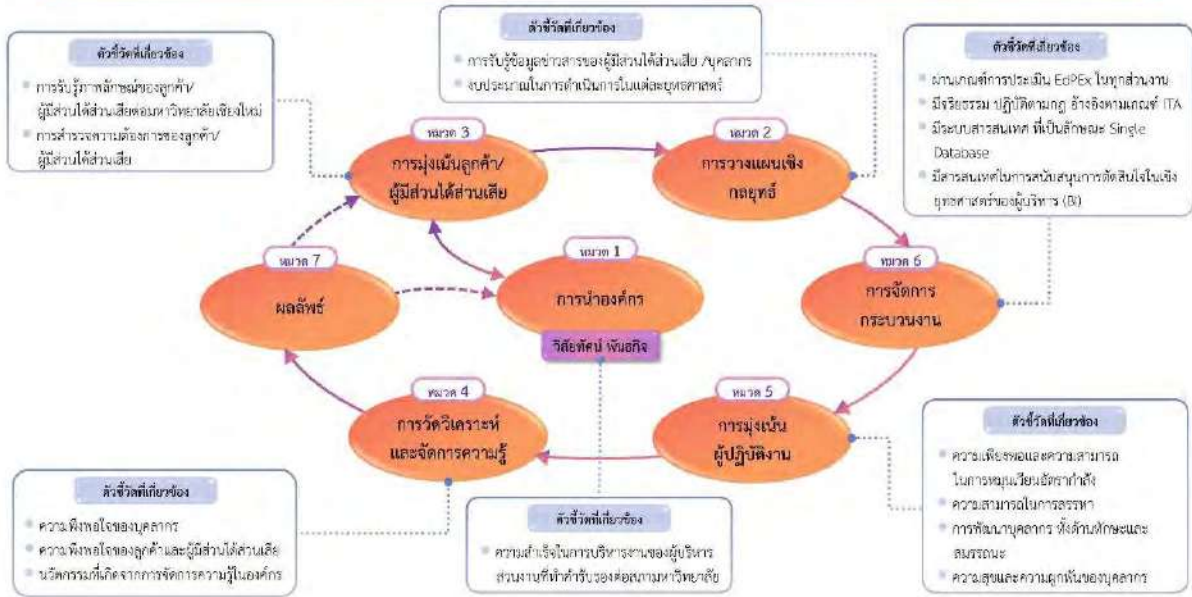 ตัวชี้วัดที่เกี่ยวข้อง
การรับรู้ภาพลักษณ์ของลูกค้า/
ผู้มีส่วนได้ส่วนเสียต่อมหาวิทยาลัยเชียงใหม่
การสำรวจความต้องการของลูกค้า/
ผู้มีส่วนได้ส่วนเสีย
ตัวชี้วัดที่เกี่ยวข้อง
การรับรู้ข้อมูลข่าวสารของผู้มีส่วนได้ส่วนเสีย /บุคลากร
งบประมาณในการดำเนินการในแต่ละยุทธศาสตร์
ตัวชี้วัดที่เกี่ยวข้อง
ผ่านเกณฑ์การประเมิน EdPEx ในทุกส่วนงาน
มีจริยธรรม ปฏิบัติตามกฎ อ้างอิงตามเกณฑ์ ITA
มีระบบสารสนเทศ ที่เป็นลักษณะ Single
Database
มีสารสนเทศในการสนับสนุนการตัดสินใจในเชิง
ยุทธศาสตร์ของผู้บริหาร (BI)
หมวด 3
การมุ่งเน้นลูกค้า/
ผู้มีส่วนได้ส่วนเสีย
หมวด 2
การวางแผนเชิง
กลยุทธ์
หมวด 7
ผลลัพธ์
หมวด 1
การนำองค์กร
วิสัยทัศน์ พันธกิจ
หมวด 6
การจัดการ
กระบวนงาน
หมวด 4
การวัดวิเคราะห์
และจัดการความรู้
หมวด 5
การมุ่งเน้น
ผู้ปฏิบัติงาน
ตัวชี้วัดที่เกี่ยวข้อง
ความพึงพอใจของบุคลากร
ความพึงพอใจของลูกค้าและผู้มีส่วนได้ส่วนเสีย
นวัตกรรมที่เกิดจากการจัดการความรู้ในองค์กร
ตัวชี้วัดที่เกี่ยวข้อง
ความสำเร็จในการบริหารงานของผู้บริหาร
ส่วนงานที่ทำคำรับรองต่อสภามหาวิทยาลัย
ตัวชี้วัดที่เกี่ยวข้อง
ความเพียงพอและความสามารถ
ในการหมุนเวียนอัตรากำลัง
ความสามารถในการสรรหา
การพัฒนาบุคลากร ทั้งด้านทักษะและ
สมรรถนะ
ความสุขและความผูกพันของบุคลากร